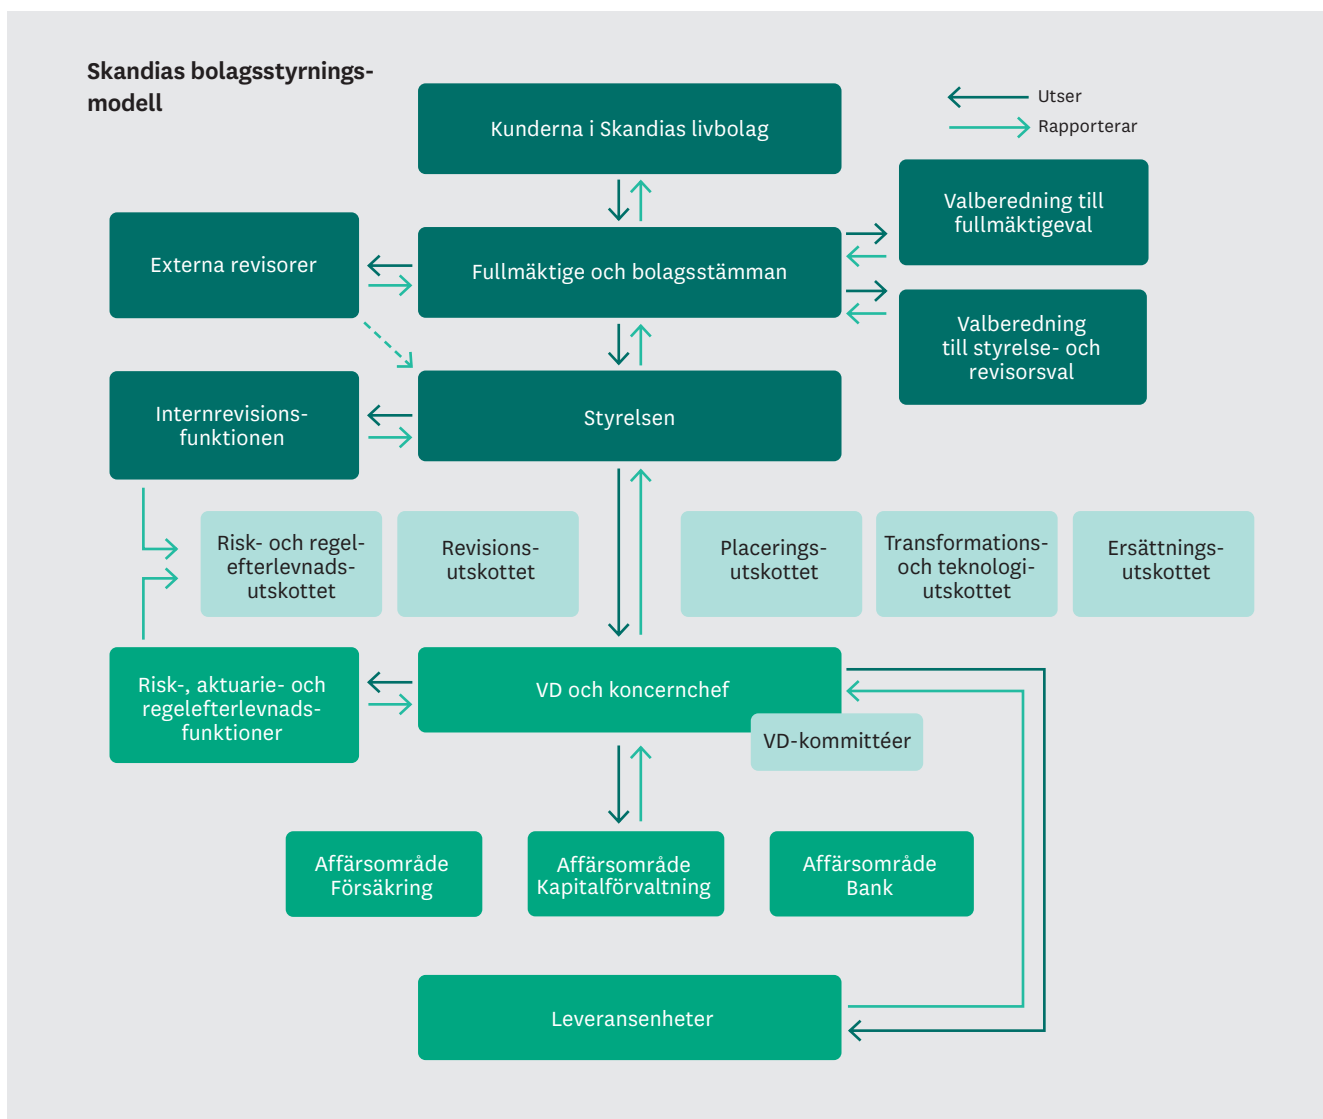 Skandias bolagsstyrnings-
modell
Kunderna i Skandias livbolag
Utser
Rapporterar
Valberedning till
fullmäktigeval
Externa revisorer
Fullmäktige och bolagsstämman
Valberedning
till styrelse- och
revisorsval
Internrevisions-
funktionen
Styrelsen
Risk- och regel-
efterlevnads-
utskottet
Revisions-
utskottet
Placerings-
utskottet
Transformations-
och teknologi-
utskottet
Ersättnings-
utskottet
Risk-, aktuarie- och
regelefterlevnads-
funktioner
VD och koncernchef
VD-kommittéer
Affärsområde
Försäkring
Affärsområde
Kapitalförvaltning
Affärsområde
Bank
Leveransenheter